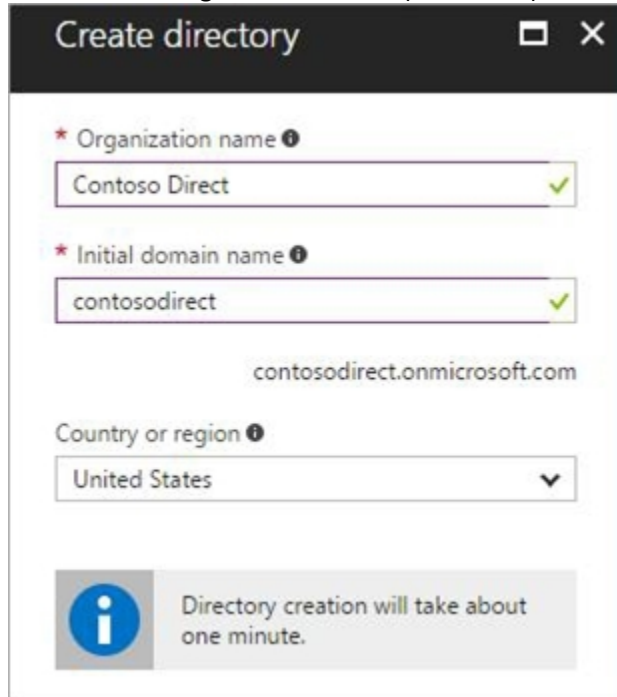 Create directory
* Organization name
Contoso Direct
* Initial domain name
contosodirect
contosodirect.onmicrosoft.com
Country or region
United States
Directory creation will take about
one minute.